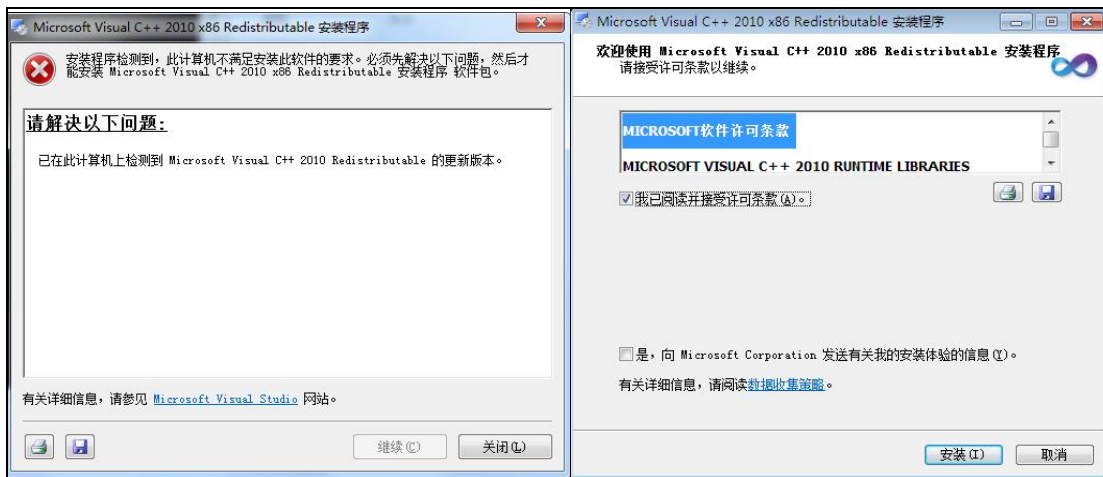 Microsoft Visual C++ 2010 x86 Redistributable 安装程序
安装程序检测到，此计算机不满足安装此软件的要求。必须先解决以下问题，然后才
能安装 Microsoft Visual C++ 2010 x86 Redistributable 安装程序 软件包。
请解决以下问题：
已在此计算机上检测到 Microsoft Visual C++ 2010 Redistributable 的更新版本。
有关详细信息，请参见 Microsoft Visual Studio 网站。
继续(C)
关闭(L)
Microsoft Visual C++ 2010 x86 Redistributable 安装程序
欢迎使用 Microsoft Visual C++ 2010 x86 Redistributable 安装程序
请接受许可条款以继续。
MICROSOFT软件许可条款
MICROSOFT VISUAL C++ 2010 RUNTIME LIBRARIES
我已阅读并接受许可条款(A)。
是，向 Microsoft Corporation 发送有关我的安装体验的信息(Y)。
有关详细信息，请阅读数据收集策略。
安装(I)
取消